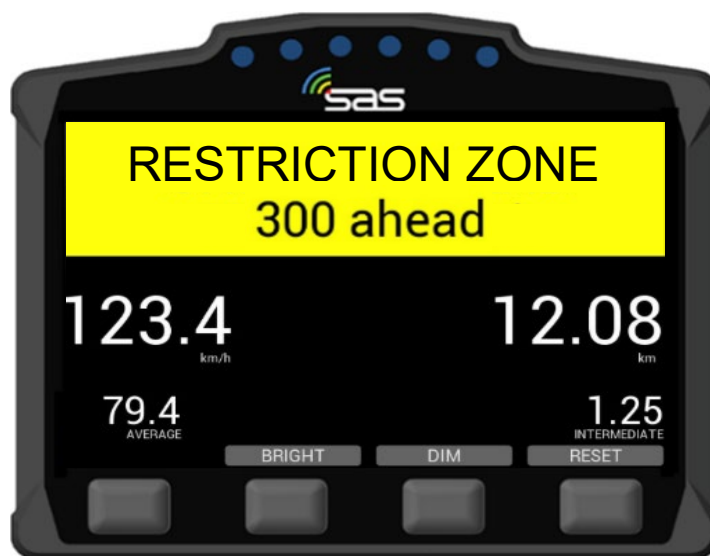 sas
RESTRICTION ZONE
300 ahead
123.4
km/h
12.08
km
79.4
AVERAGE
1.25
INTERMEDIATE
BRIGHT
DIM
RESET